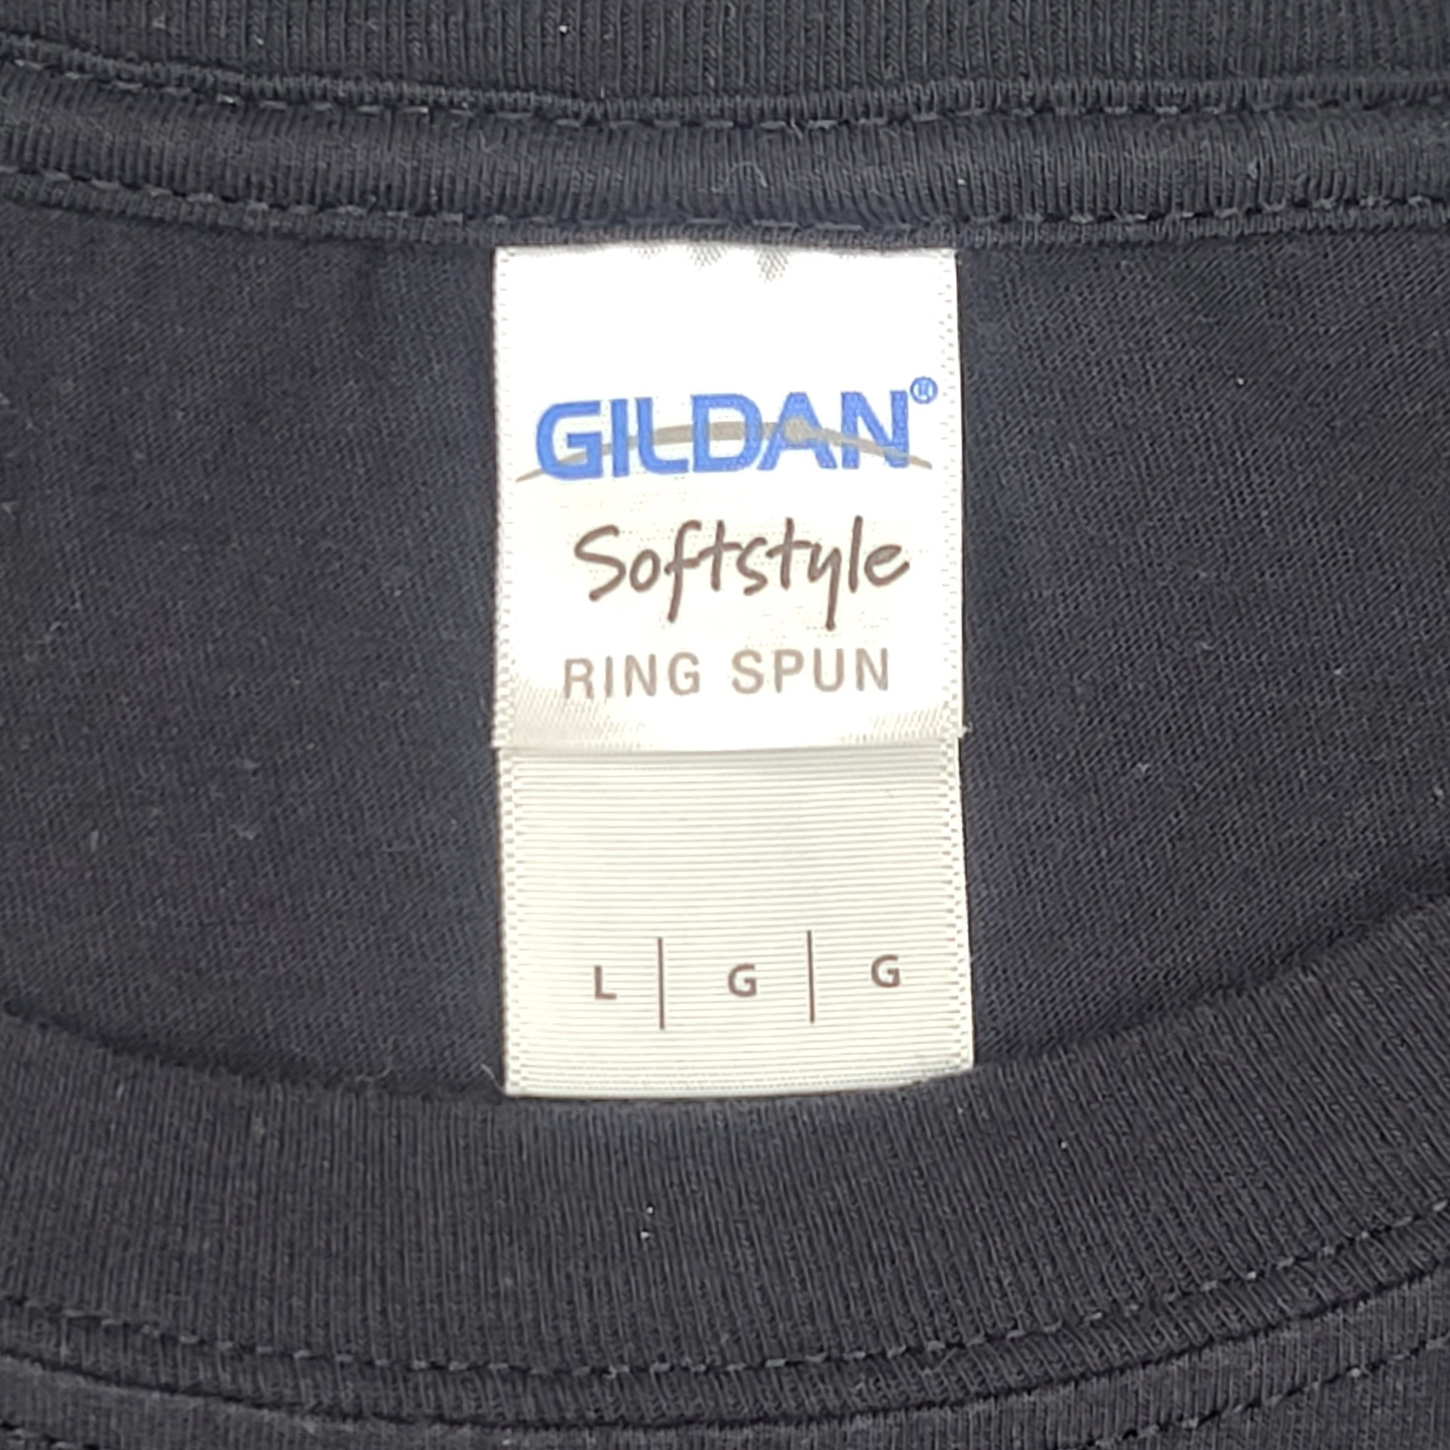 GILDAN®
Softstyle
RING SPUN
L | G | G